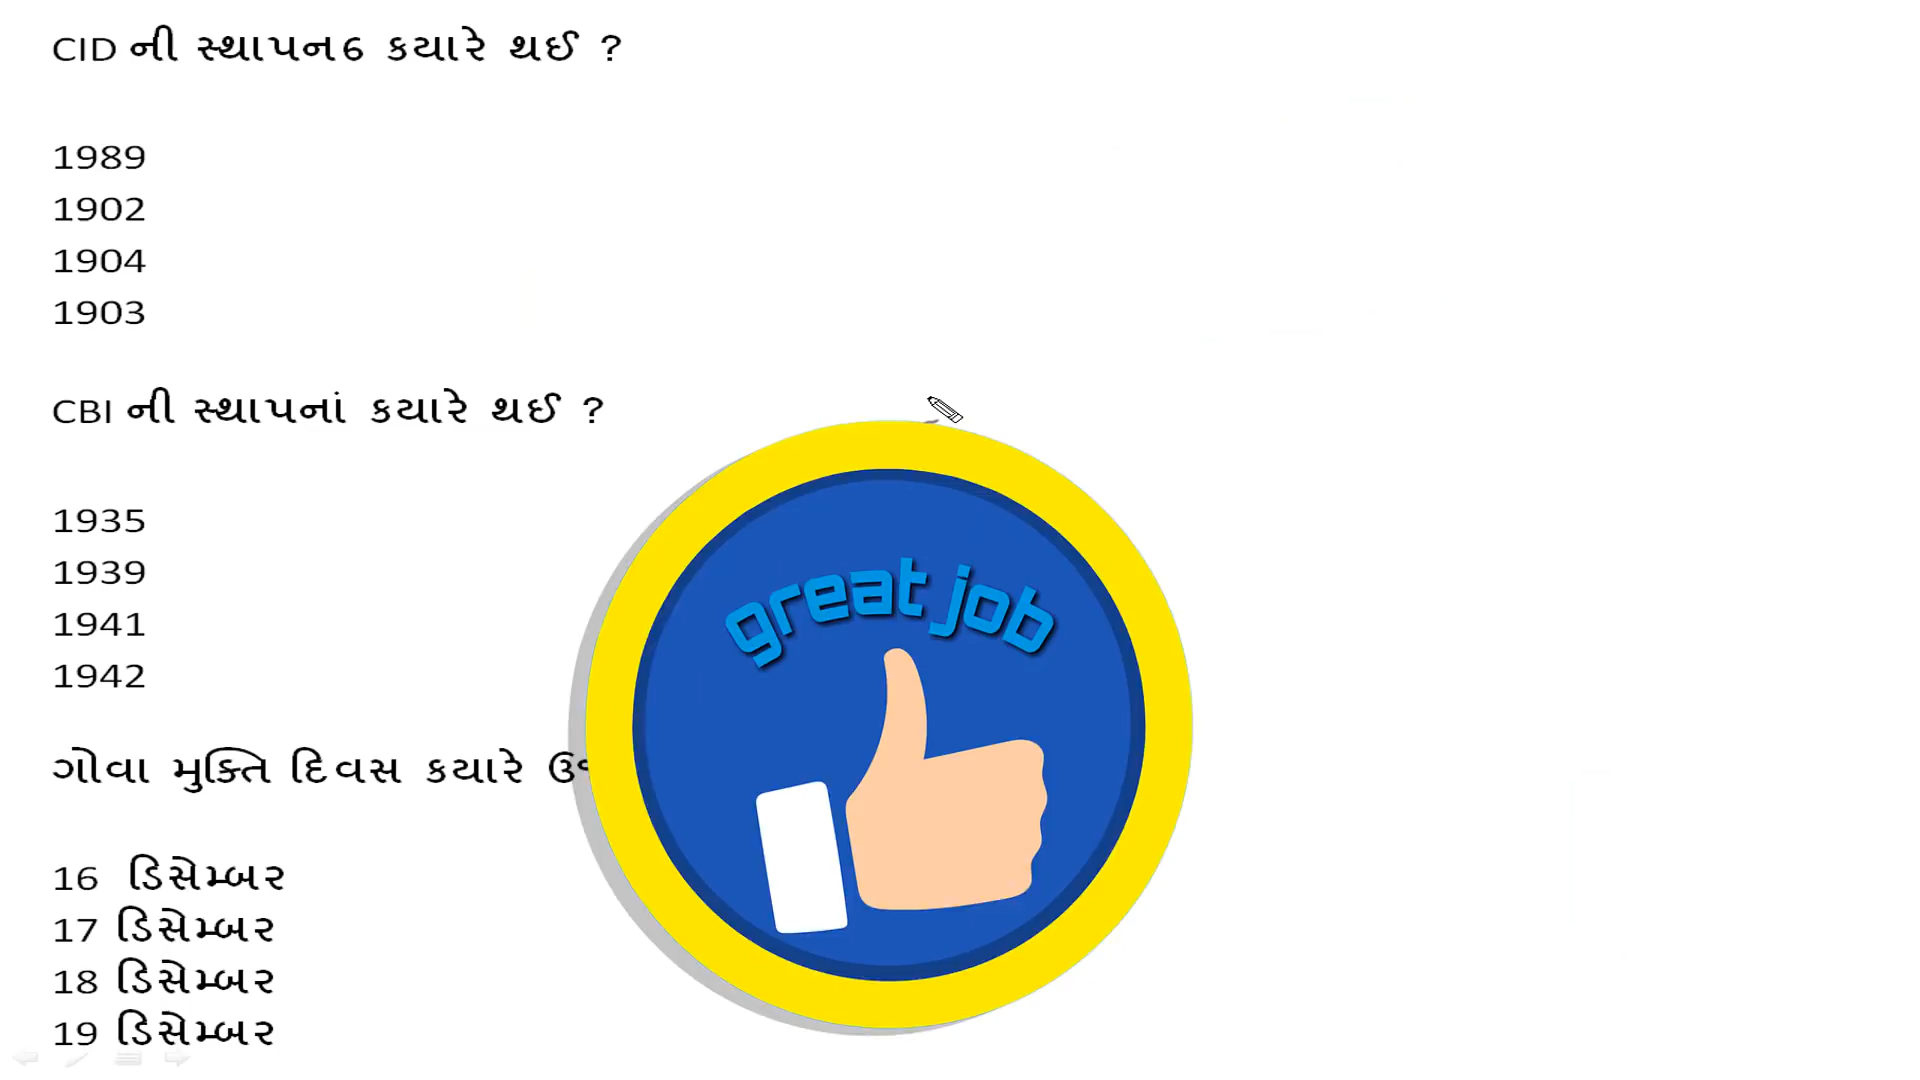 CID ની સ્થાપન6 કયારે થઈ ?
1989
1902
1904
1903
CBI ની સ્થાપનાં કયારે થઈ ?
1935
1939
1941
1942
great job
ગોવા મુક્તિ દિવસ કયારે
16 ડિસેમ્બર
17 ડિસેમ્બર
18 ડિસેમ્બર
19 ડિસેમ્બર